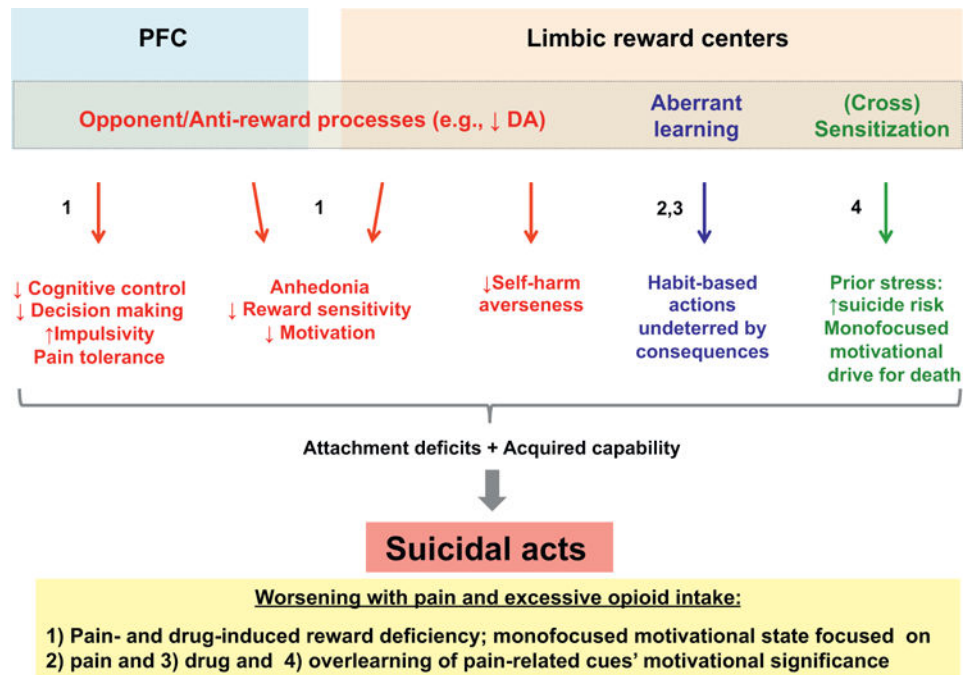 PFC
Limbic reward centers
Opponent/Anti-reward processes (e.g., ↓ DA)
Aberrant
learning
(Cross)
Sensitization
1
1
2,3
4
↓ Cognitive control
↓ Decision making
↑Impulsivity
Pain tolerance
Anhedonia
↓ Reward sensitivity
↓ Motivation
↓Self-harm
averseness
Habit-based
actions
undeterred by
consequences
Prior stress:
↑suicide risk
Monofocused
motivational
drive for death
Attachment deficits + Acquired capability
Suicidal acts
Worsening with pain and excessive opioid intake:
1) Pain- and drug-induced reward deficiency; monofocused motivational state focused on
2) pain and 3) drug and 4) overlearning of pain-related cues’ motivational significance